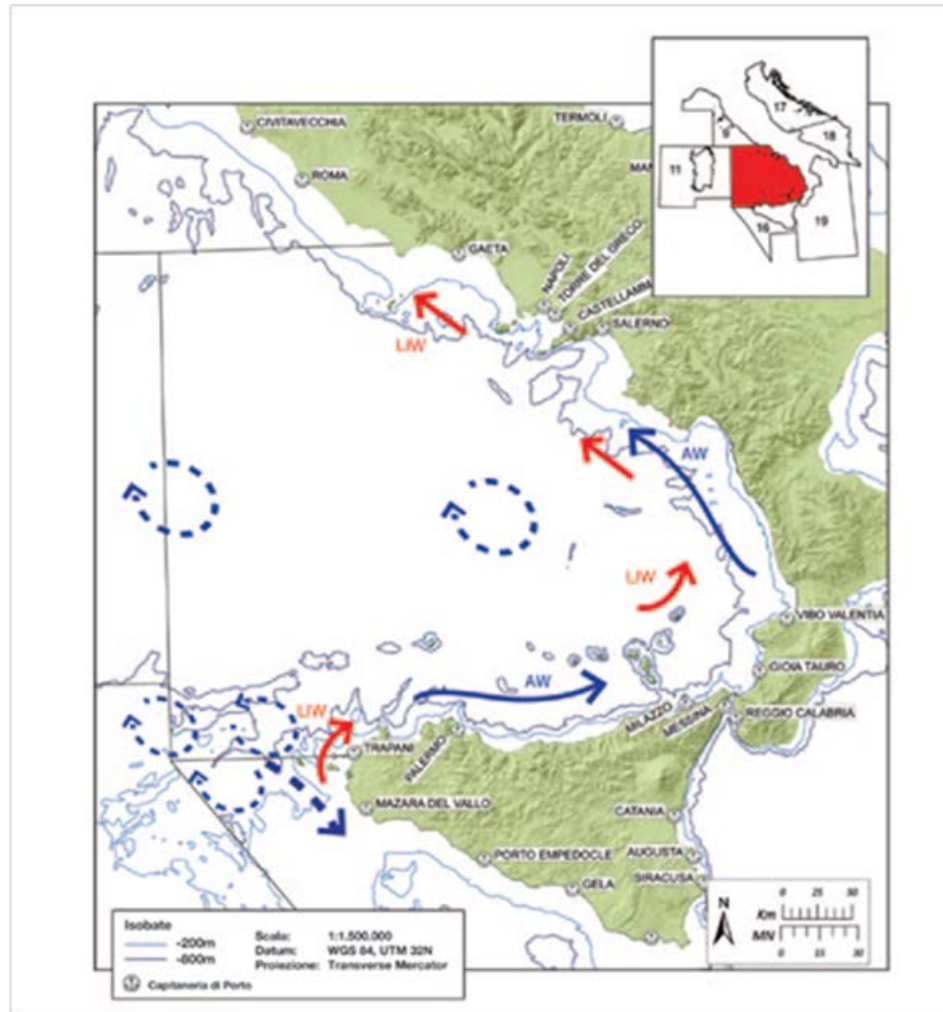 CIVITAVECCHIA
TERMOLI
ROMA
MAN
GAETA
NAPOLI
TORRE DEL GRECO
CASTELLAMM
SALERNO
17
9
18
11
16
19
LIW
AW
LIW
VIBO VALENTIA
GIOIA TAURO
LIW
AW
MILAZZO
MESSINA
REGGIO CALABRIA
TRAPANI
PALERMO
MAZARA DEL VALLO
CATANIA
PORTO EMPEDOCLE
AUGUSTA
GELA
SIRACUSA
N
0 25 50
Km
MN
0 15 30
Isobate
-200m
-800m
Scala: 1:1.500.000
Datum: WGS 84, UTM 32N
Proiezione: Transverse Mercator
Capitaneria di Porto